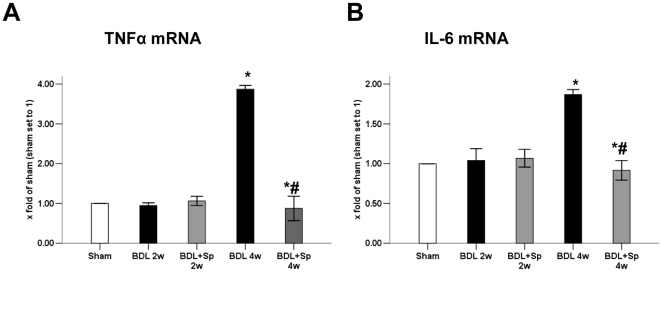 A
TNFα mRNA
x fold of sham (sham set to 1)
4.00
3.00
2.00
1.00
0.00
*
*#
Sham
BDL 2w
BDL+Sp
2w
BDL 4w
BDL+Sp
4w
B
IL-6 mRNA
x fold of sham (sham set to 1)
2.00
1.50
1.00
0.50
0.00
*
*#
Sham
BDL 2w
BDL+Sp
2w
BDL 4w
BDL+Sp
4w